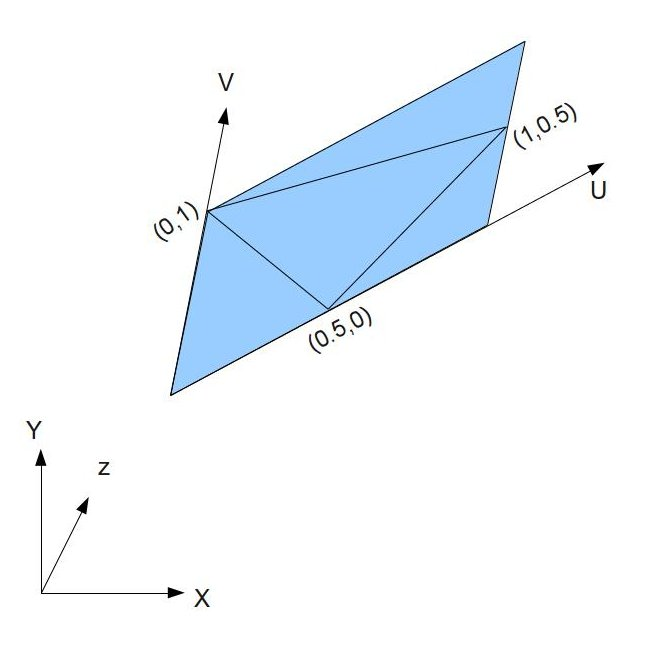 V
(1,0.5)
U
(0,1)
(0.5,0)
Y
z
X